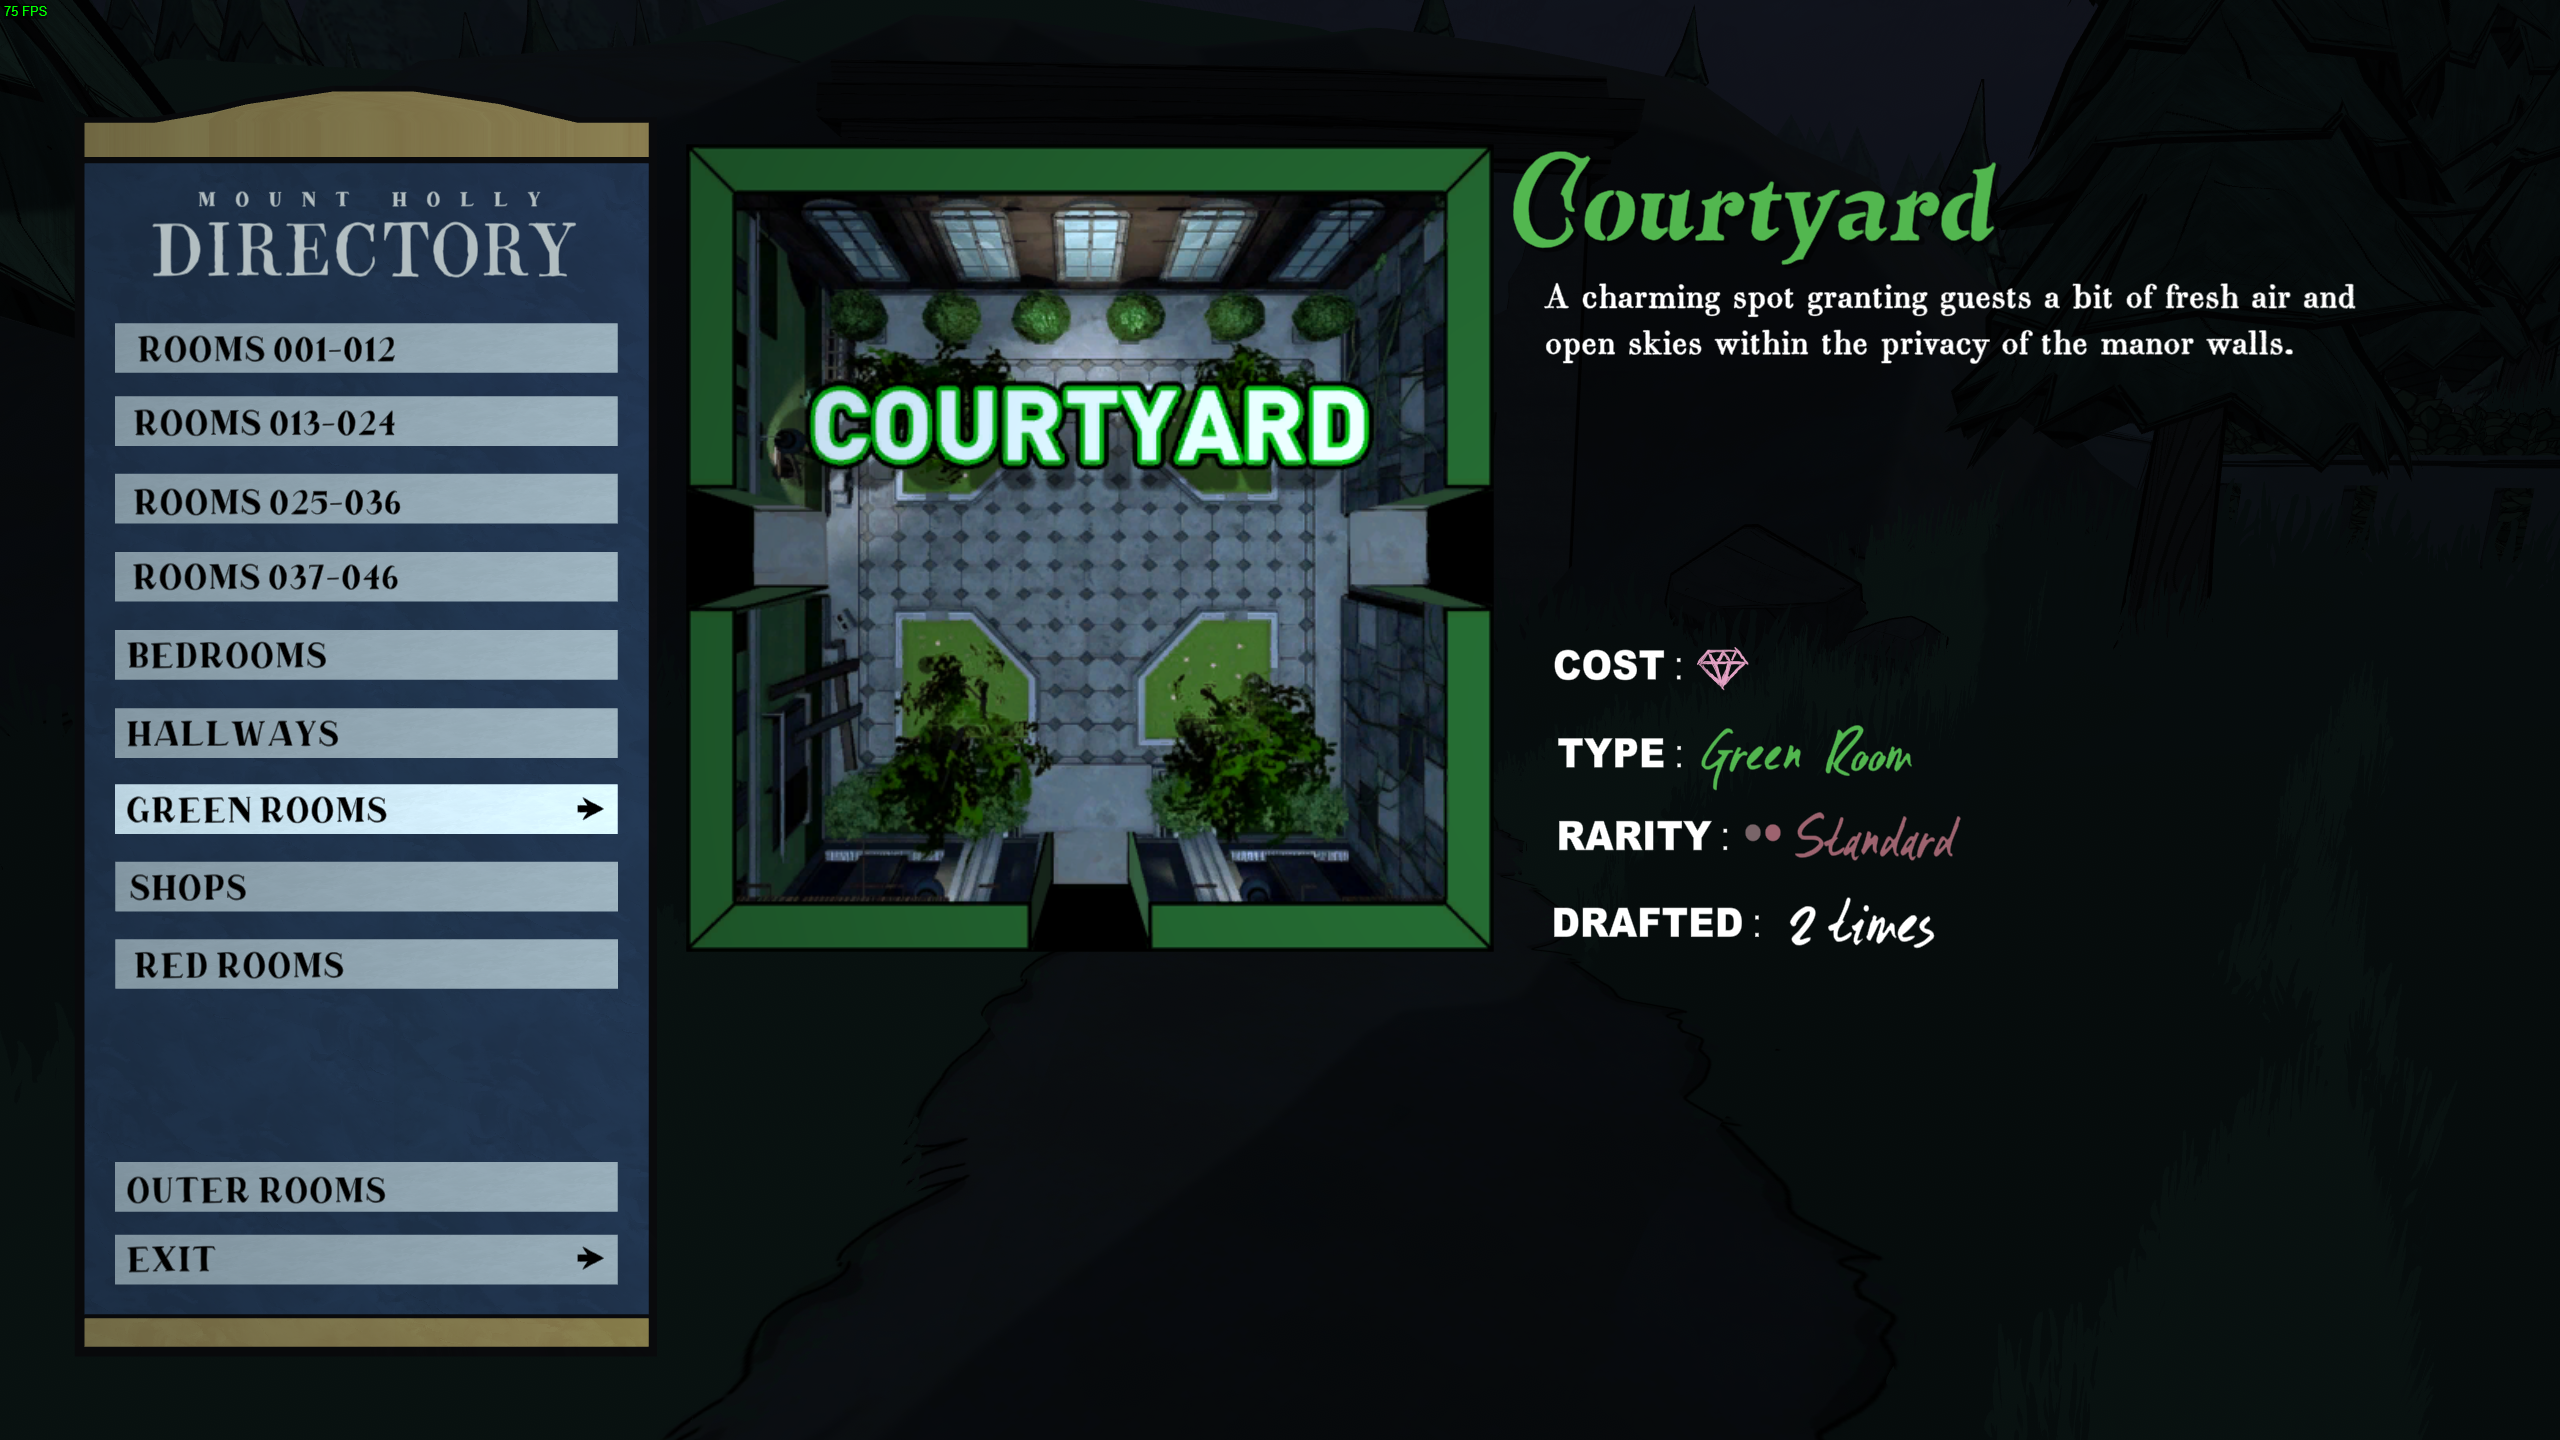 75 FPS
MOUNT HOLLY
DIRECTORY
ROOMS 001-012
ROOMS 013-024
ROOMS 025-036
ROOMS 037-046
BEDROOMS
HALLWAYS
GREEN ROOMS
SHOPS
RED ROOMS
OUTER ROOMS
EXIT
COURTYARD
Courtyard
A charming spot granting guests a bit of fresh air and
open skies within the privacy of the manor walls.
COST :
TYPE : Green Room
RARITY : Standard
DRAFTED : 2 times